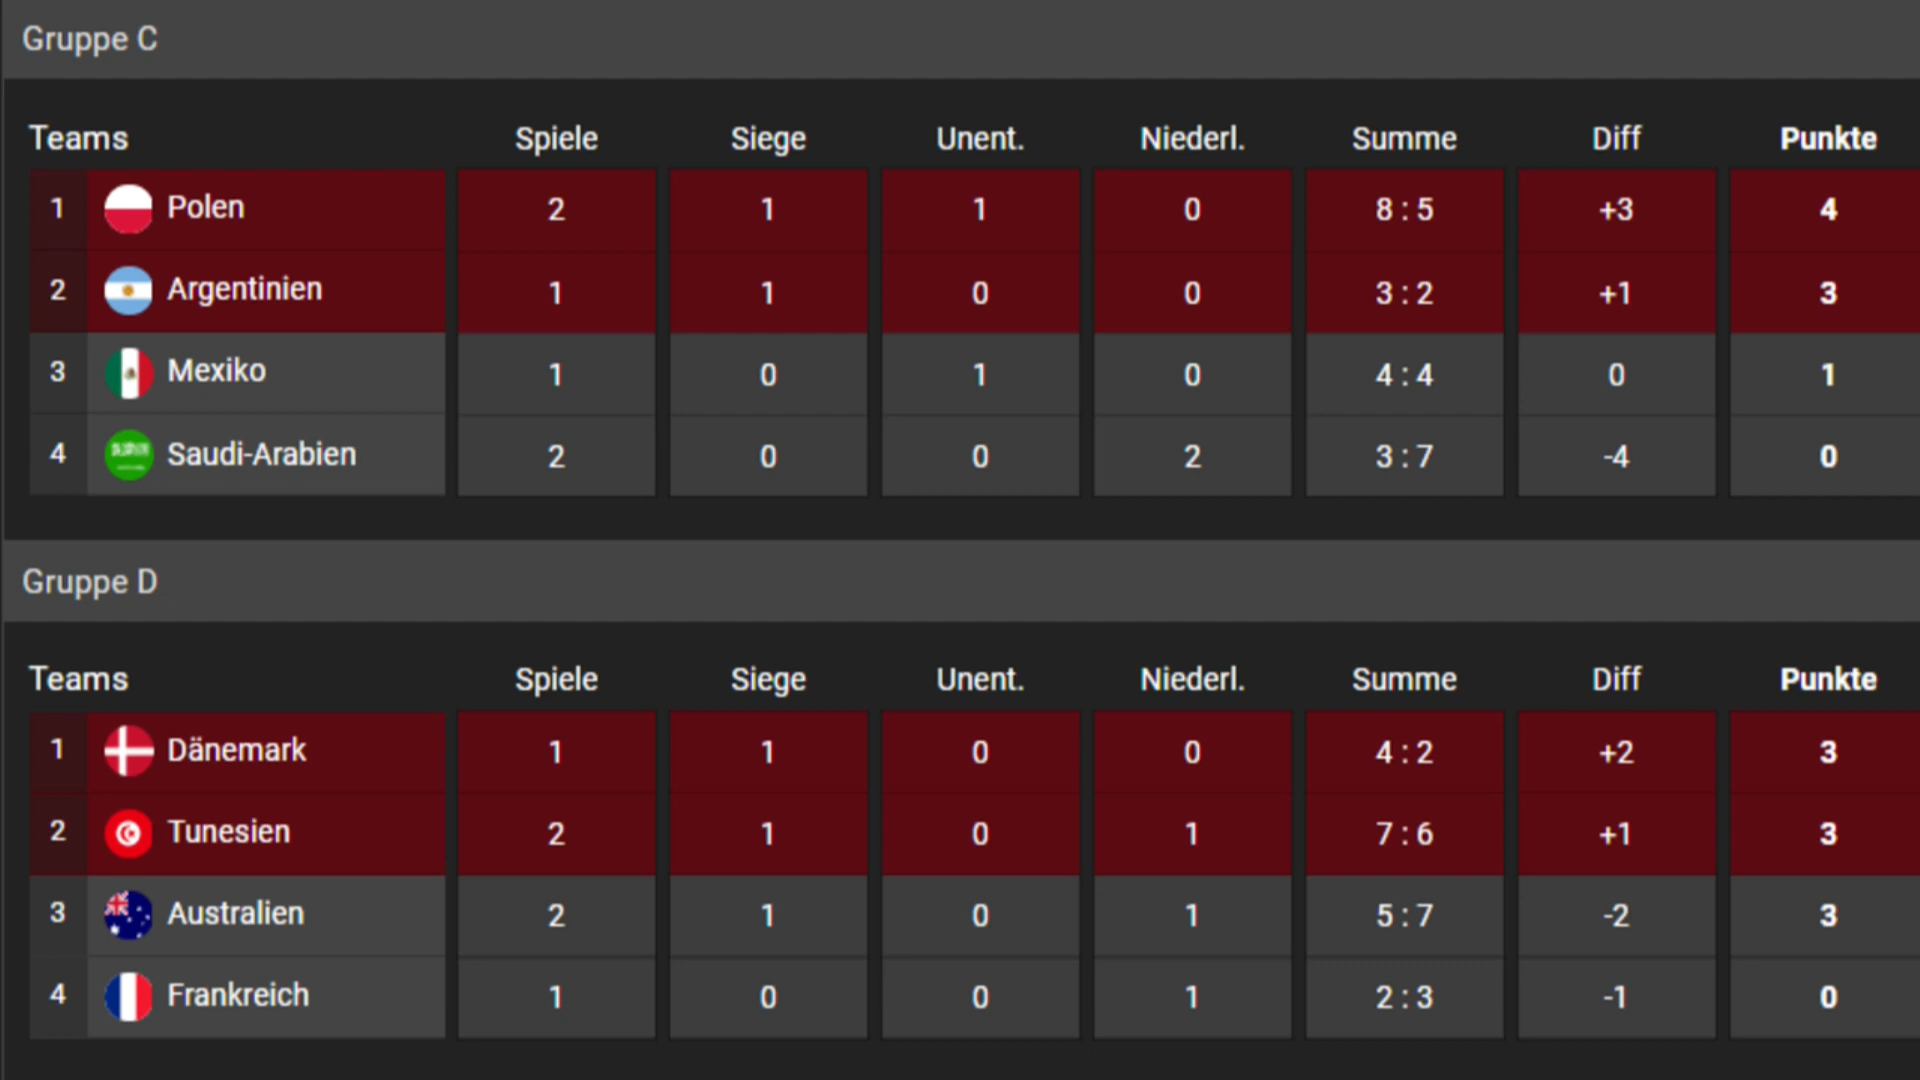 Gruppe C
Teams Spiele Siege Unent. Niederl. Summe Diff Punkte
1 Polen 2 1 1 0 8 : 5 +3 4
2 Argentinien 1 1 0 0 3 : 2 +1 3
3 Mexiko 1 0 1 0 4 : 4 0 1
4 Saudi-Arabien 2 0 0 2 3 : 7 -4 0
Gruppe D
Teams Spiele Siege Unent. Niederl. Summe Diff Punkte
1 Dänemark 1 1 0 0 4 : 2 +2 3
2 Tunesien 2 1 0 1 7 : 6 +1 3
3 Australien 2 1 0 1 5 : 7 -2 3
4 Frankreich 1 0 0 1 2 : 3 -1 0